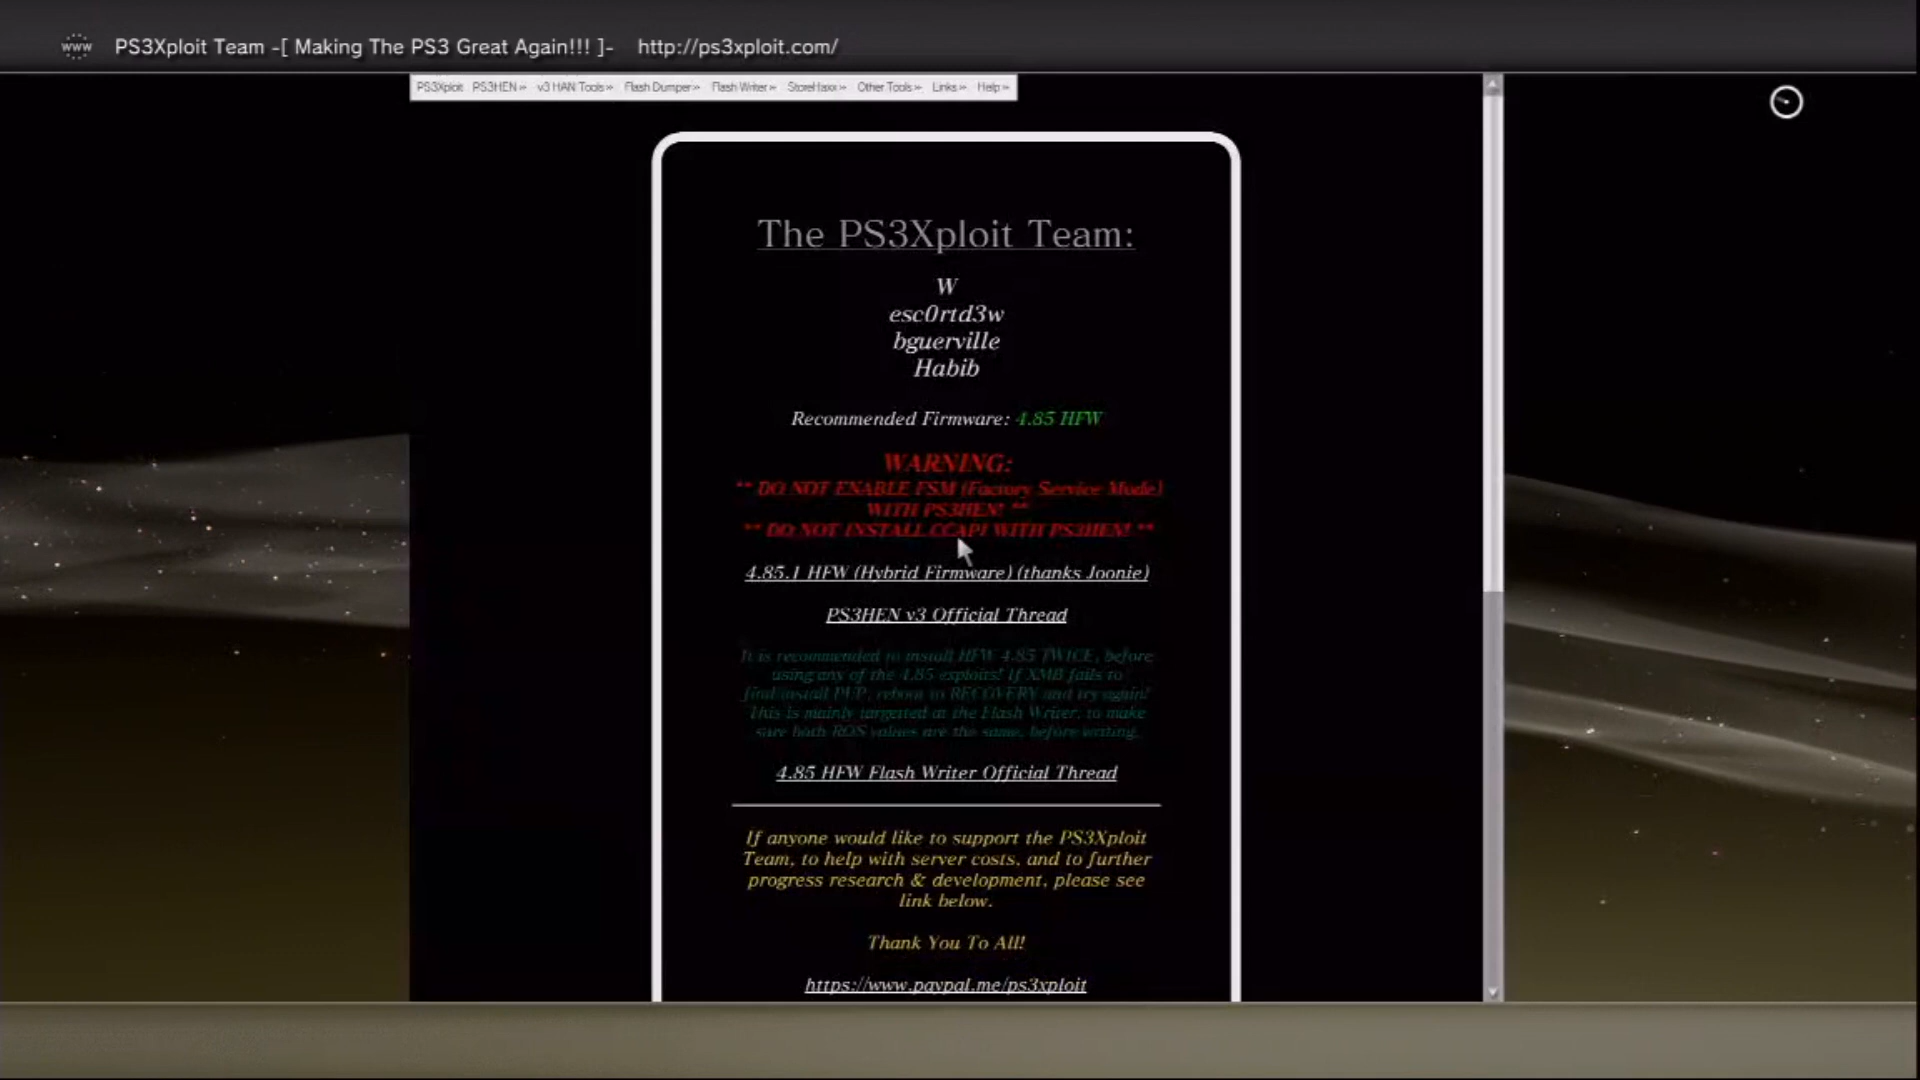 www PS3Xploit Team -[ Making The PS3 Great Again!!! ]- http://ps3xploit.com/
PS3Xploit PS3HEN» v3 HAN Tools» Flash Dumper» Flash Writer» StoreHaxx» Other Tools» Links» Help»
The PS3Xploit Team:
W
esc0rtd3w
bguerville
Habib
Recommended Firmware: 4.85 HFW
WARNING:
** DO NOT ENABLE FSM (Factory Service Mode)
WITH PS3HEN! **
** DO NOT INSTALL CCAPI WITH PS3HEN! **
4.85.1 HFW (Hybrid Firmware) (thanks Joonie)
PS3HEN v3 Official Thread
It is recommended to install HFW 4.85 TWICE, before
using any of the 4.85 exploits! If XMB fails to
find/install PUP, reboot to RECOVERY and try again!
This is mainly targetted at the Flash Writer, to make
sure both ROS values are the same, before writing.
4.85 HFW Flash Writer Official Thread
If anyone would like to support the PS3Xploit
Team, to help with server costs, and to further
progress research & development, please see
link below.
Thank You To All!
https://www.paypal.me/ps3xploit